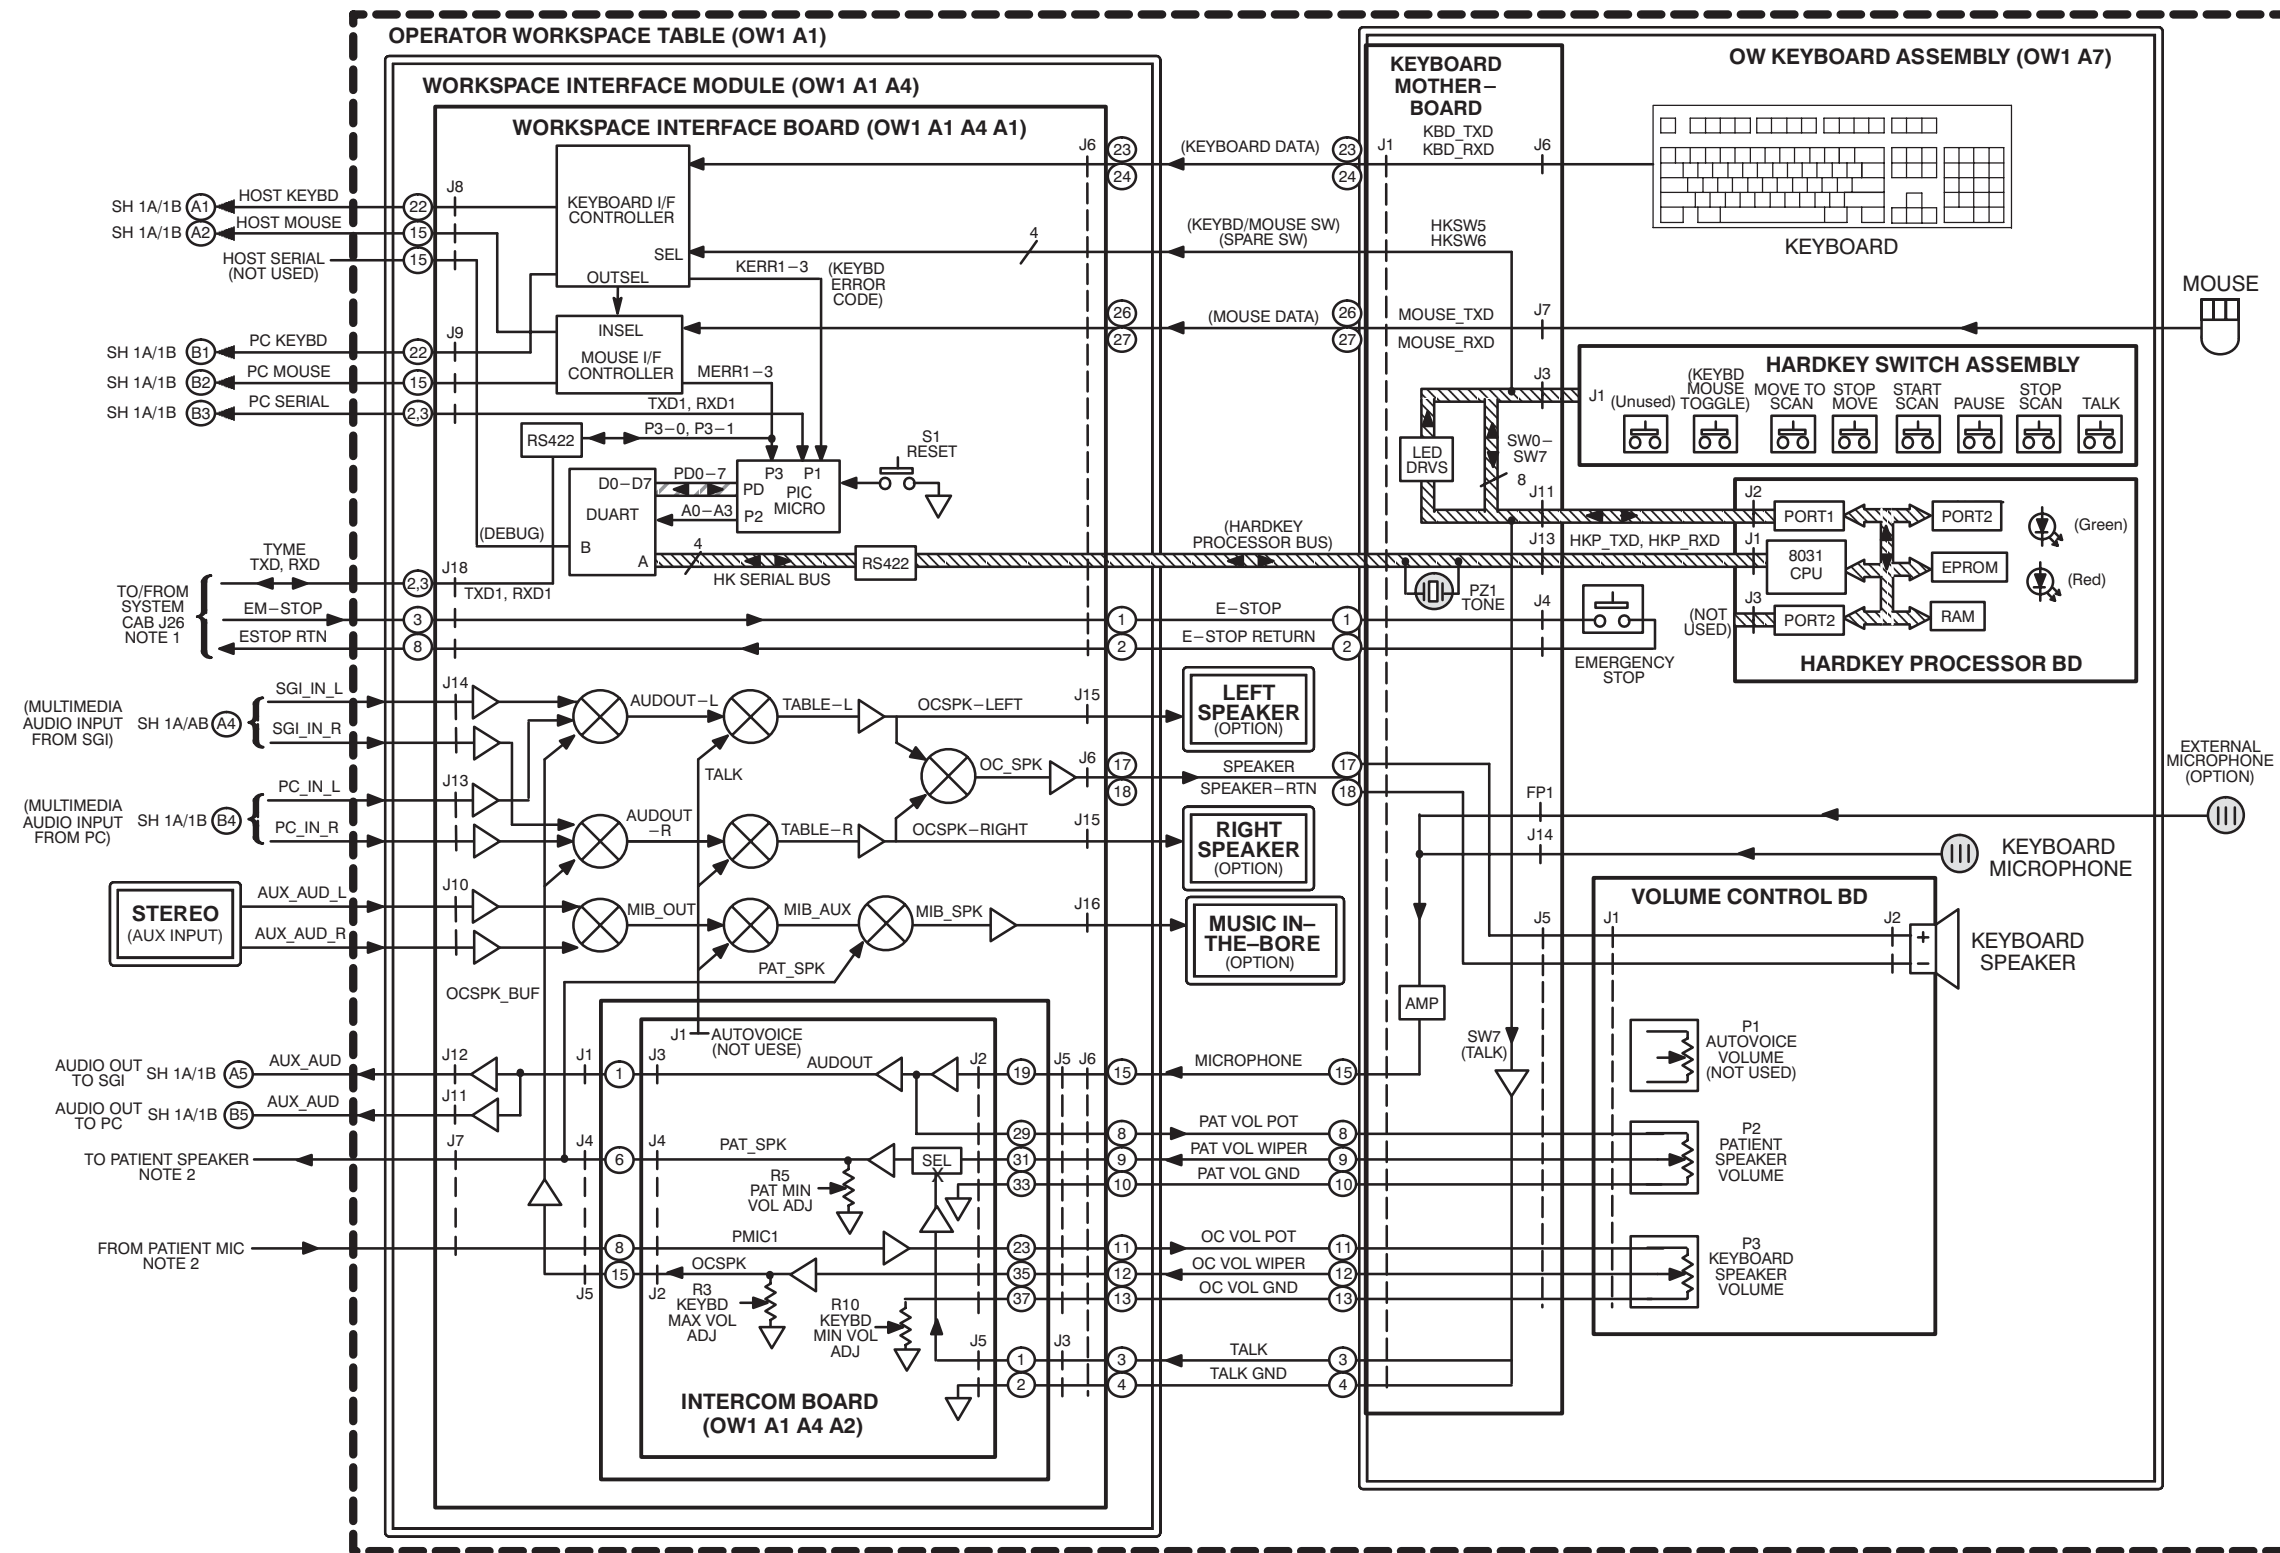 OPERATOR WORKSPACE TABLE (OW1 A1)
WORKSPACE INTERFACE MODULE (OW1 A1 A4)
WORKSPACE INTERFACE BOARD (OW1 A1 A4 A1)
KEYBOARD
MOTHER–
BOARD
OW KEYBOARD ASSEMBLY (OW1 A7)
KEYBOARD I/F
CONTROLLER
SEL
OUTSEL
J6
23
24
(KEYBOARD DATA)
23
24
J1
KBD_TXD
KBD_RXD
J6
KEYBOARD
SH 1A/1B
A1
HOST KEYBD
22
J8
SH 1A/1B
A2
HOST MOUSE
15
HOST SERIAL
(NOT USED)
15
4
(KEYBD/MOUSE SW)
(SPARE SW)
HKSW5
HKSW6
KERR1–3
(KEYBD
ERROR
CODE)
MOUSE
INSEL
MOUSE I/F
CONTROLLER
26
27
(MOUSE DATA)
26
27
MOUSE_TXD
MOUSE_RXD
J7
SH 1A/1B
B1
PC KEYBD
22
J9
SH 1A/1B
B2
PC MOUSE
15
SH 1A/1B
B3
PC SERIAL
2,3
MERR1–3
TXD1, RXD1
P3–0, P3–1
RS422
S1
RESET
HARDKEY SWITCH ASSEMBLY
J3
J1
(Unused)
(KEYBD
MOUSE
TOGGLE)
MOVE TO
SCAN
STOP
MOVE
START
SCAN
PAUSE
STOP
SCAN
TALK
LED
DRVS
SW0–
SW7
8
J11
D0–D7
DUART
B
A
PD0–7
A0–A3
P3
P1
PD
PIC
MICRO
P2
(DEBUG)
4
HK SERIAL BUS
RS422
(HARDKEY
PROCESSOR BUS)
J13
HKP_TXD, HKP_RXD
PZ1
TONE
J2
PORT1
PORT2
(Green)
J1
8031
CPU
EPROM
(Red)
J3
(NOT
USED)
PORT2
RAM
HARDKEY PROCESSOR BD
TYME
TXD, RXD
2,3
J18
TXD1, RXD1
TO/FROM
SYSTEM
CAB J26
NOTE 1
EM–STOP
3
ESTOP RTN
8
1
E–STOP
1
2
E–STOP RETURN
2
J4
EMERGENCY
STOP
(MULTIMEDIA
AUDIO INPUT
FROM SGI)
SH 1A/AB
A4
SGI_IN_L
SGI_IN_R
J14
AUDOUT–L
TABLE–L
OCSPK–LEFT
J15
LEFT
SPEAKER
(OPTION)
TALK
OC_SPK
J6
17
18
SPEAKER
SPEAKER–RTN
17
18
EXTERNAL
MICROPHONE
(OPTION)
(MULTIMEDIA
AUDIO INPUT
FROM PC)
SH 1A/1B
B4
PC_IN_L
PC_IN_R
J13
AUDOUT
–R
TABLE–R
OCSPK–RIGHT
J15
RIGHT
SPEAKER
(OPTION)
FP1
J14
KEYBOARD
MICROPHONE
STEREO
(AUX INPUT)
AUX_AUD_L
AUX_AUD_R
J10
MIB_OUT
MIB_AUX
MIB_SPK
J16
MUSIC IN–
THE–BORE
(OPTION)
PAT_SPK
OCSPK_BUF
VOLUME CONTROL BD
J5
J1
J2
+
–
KEYBOARD
SPEAKER
AMP
SW7
(TALK)
P1
AUTOVOICE
VOLUME
(NOT USED)
P2
PATIENT
SPEAKER
VOLUME
P3
KEYBOARD
SPEAKER
VOLUME
J1
AUTOVOICE
(NOT UESE)
AUDIO OUT
TO SGI
SH 1A/1B
A5
AUX_AUD
J12
J1
1
J3
AUDOUT
J2
19
J5
J6
15
MICROPHONE
15
AUDIO OUT
TO PC
SH 1A/1B
B5
AUX_AUD
J11
29
8
PAT VOL POT
8
TO PATIENT SPEAKER
NOTE 2
J7
J4
6
J4
PAT_SPK
SEL
X
31
9
PAT VOL WIPER
9
33
10
PAT VOL GND
10
R5
PAT MIN
VOL ADJ
FROM PATIENT MIC
NOTE 2
8
PMIC1
23
11
OC VOL POT
11
15
OCSPK
35
12
OC VOL WIPER
12
J5
J2
37
13
OC VOL GND
13
R3
KEYBD
MAX VOL
ADJ
R10
KEYBD
MIN VOL
ADJ
J5
1
J3
3
TALK
3
2
4
TALK GND
4
INTERCOM BOARD
(OW1 A1 A4 A2)